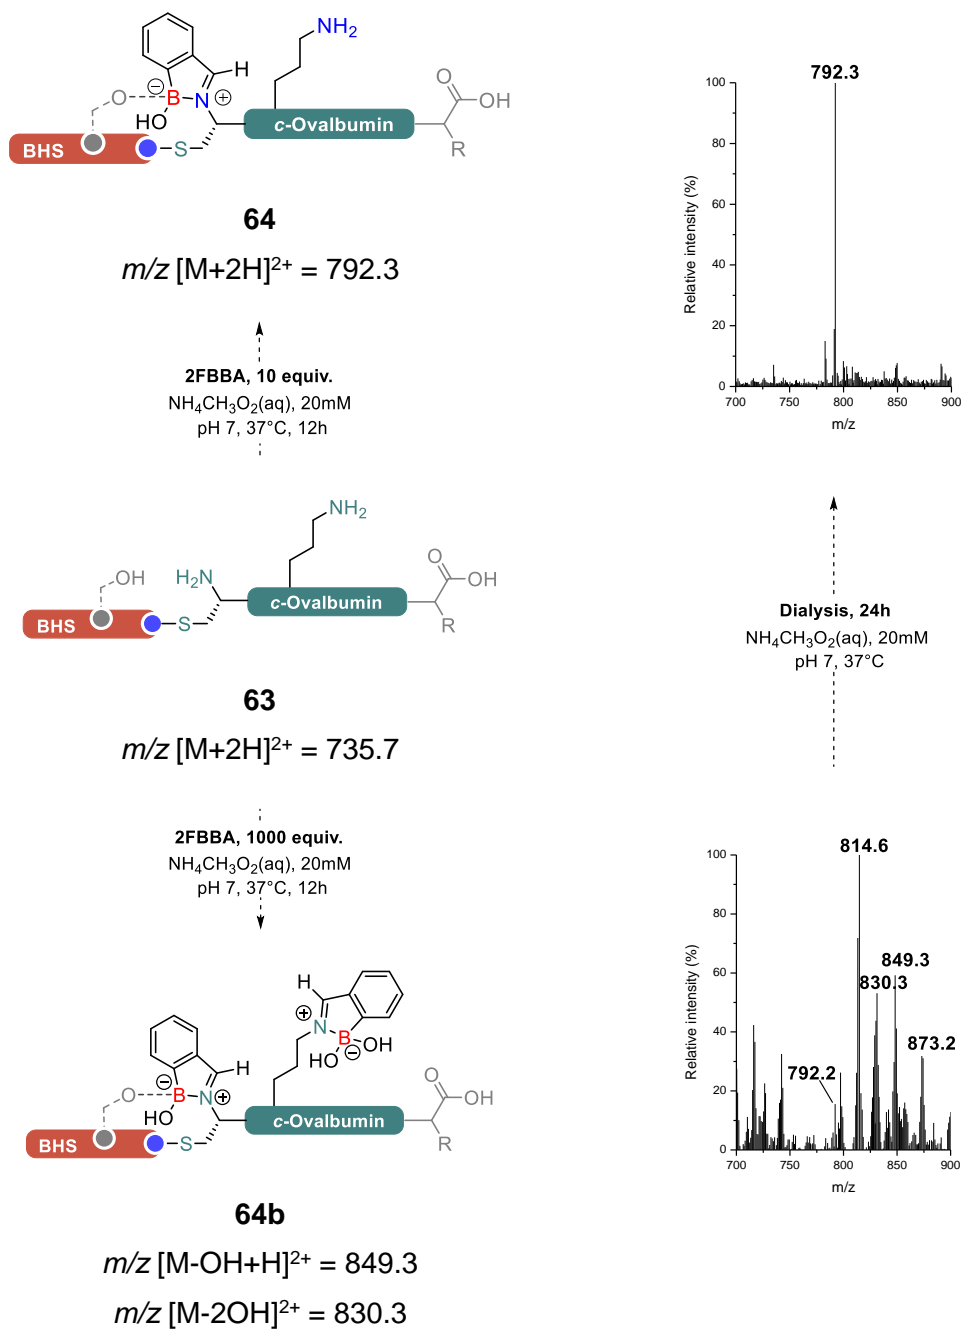 NH2
H
O
B
N
HO
S
c-Ovalbumin
BHS
O
OH
R
64
m/z [M+2H]2+ = 792.3
2FBBA, 10 equiv.
NH4CH3O2(aq), 20mM
pH 7, 37°C, 12h
NH2
OH
H2N
O
OH
BHS
S
c-Ovalbumin
R
63
m/z [M+2H]2+ = 735.7
2FBBA, 1000 equiv.
NH4CH3O2(aq), 20mM
pH 7, 37°C, 12h
H
N
B
OH
HO
H
O
B
N
HO
O
OH
BHS
S
c-Ovalbumin
R
64b
m/z [M-OH+H]2+ = 849.3
m/z [M-2OH]2+ = 830.3
792.3
100
80
60
40
20
0
Relative intensity (%)
700 750 800 850 900
m/z
Dialysis, 24h
NH4CH3O2(aq), 20mM
pH 7, 37°C
814.6
849.3
830.3
873.2
792.2
100
80
60
40
20
0
Relative intensity (%)
700 750 800 850 900
m/z